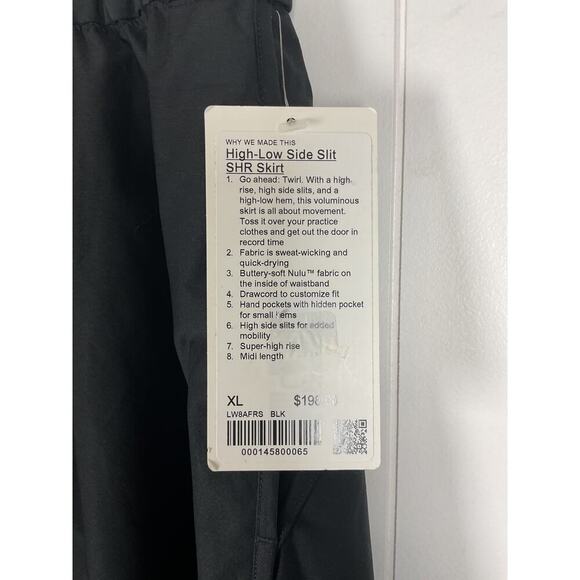 WHY WE MADE THIS
High-Low Side Slit
SHR Skirt
1. Go ahead: Twirl. With a high-
rise, high side slits, and a
high-low hem, this voluminous
skirt is all about movement.
Toss it over your practice
clothes and get out the door in
record time
2. Fabric is sweat-wicking and
quick-drying
3. Buttery-soft Nulu™ fabric on
the inside of waistband
4. Drawcord to customize fit
5. Hand pockets with hidden pocket
for small items
6. High side slits for added
mobility
7. Super-high rise
8. Midi length
XL $198.00
LW8AFRS BLK
000145800065